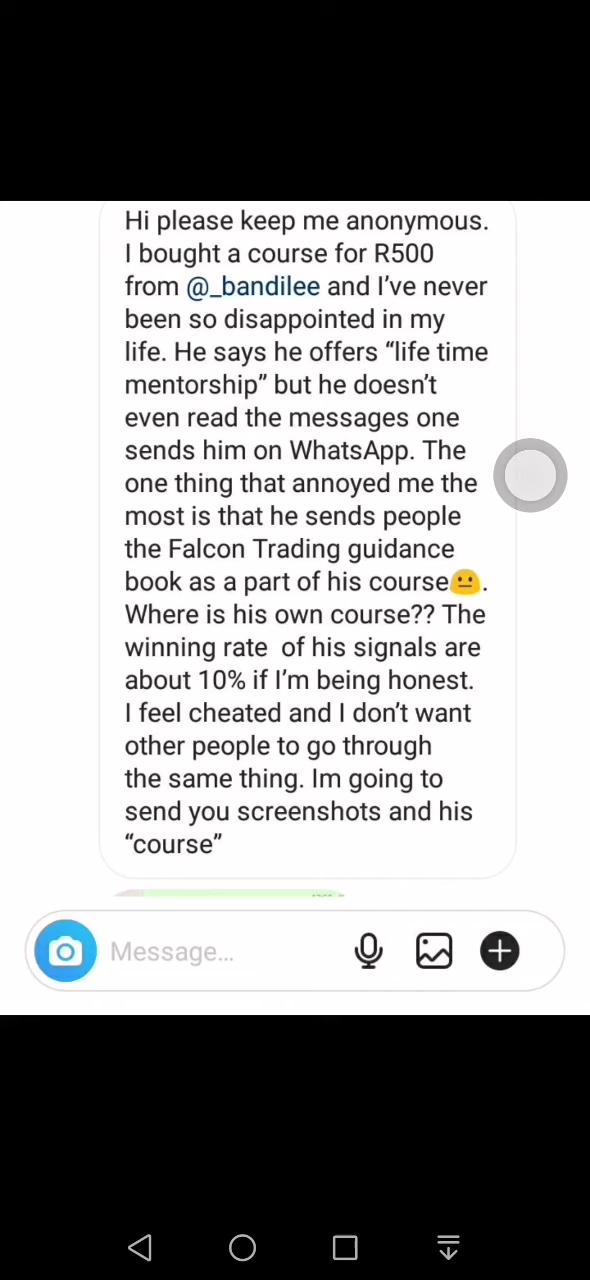 Hi please keep me anonymous.
I bought a course for R500
from @_bandilee and I’ve never
been so disappointed in my
life. He says he offers “life time
mentorship” but he doesn’t
even read the messages one
sends him on WhatsApp. The
one thing that annoyed me the
most is that he sends people
the Falcon Trading guidance
book as a part of his course😐.
Where is his own course?? The
winning rate  of his signals are
about 10% if I’m being honest.
I feel cheated and I don’t want
other people to go through
the same thing. Im going to
send you screenshots and his
“course”
Message...